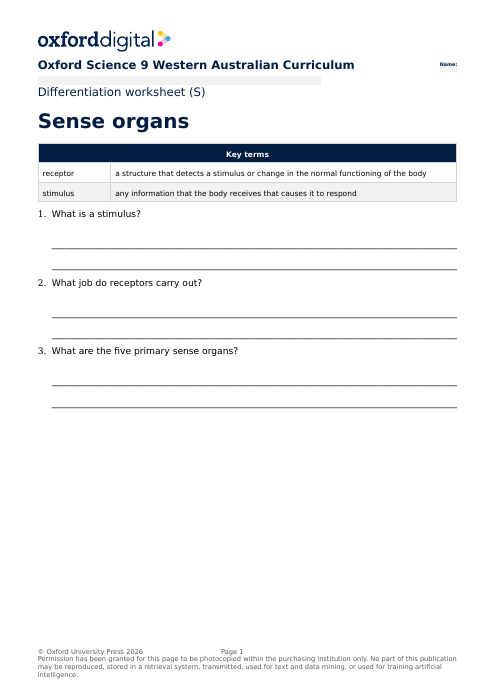 oxforddigital
Oxford Science 9 Western Australian Curriculum
Name:
Differentiation worksheet (S)
Sense organs
Key terms
receptor a structure that detects a stimulus or change in the normal functioning of the body
stimulus any information that the body receives that causes it to respond
1. What is a stimulus?
2. What job do receptors carry out?
3. What are the five primary sense organs?
© Oxford University Press 2026 Page 1
Permission has been granted for this page to be photocopied within the purchasing institution only. No part of this publication
may be reproduced, stored in a retrieval system, transmitted, used for text and data mining, or used for training artificial
intelligence.